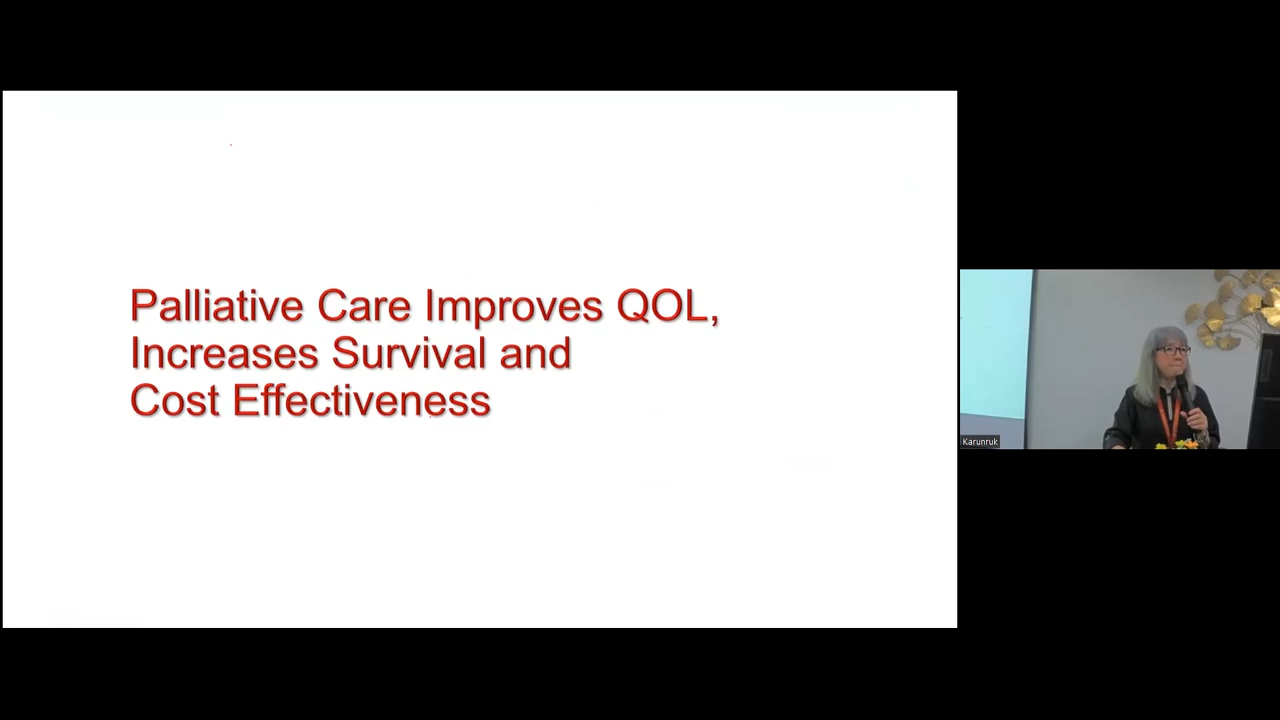 Palliative Care Improves QOL,
Increases Survival and
Cost Effectiveness
Karunruk